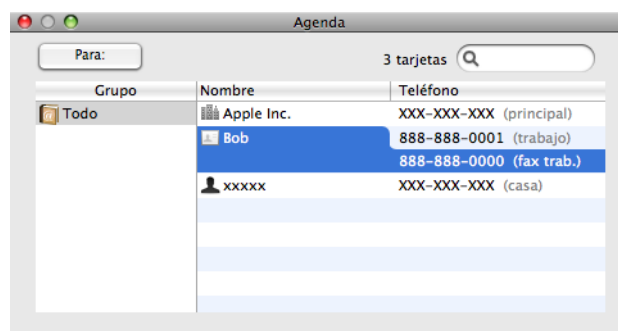 Agenda
Para:
3 tarjetas
Grupo Nombre Teléfono
Todo Apple Inc. XXX-XXX-XXX (principal)
Bob 888-888-0001 (trabajo)
888-888-0000 (fax trab.)
xxxxx XXX-XXX-XXX (casa)